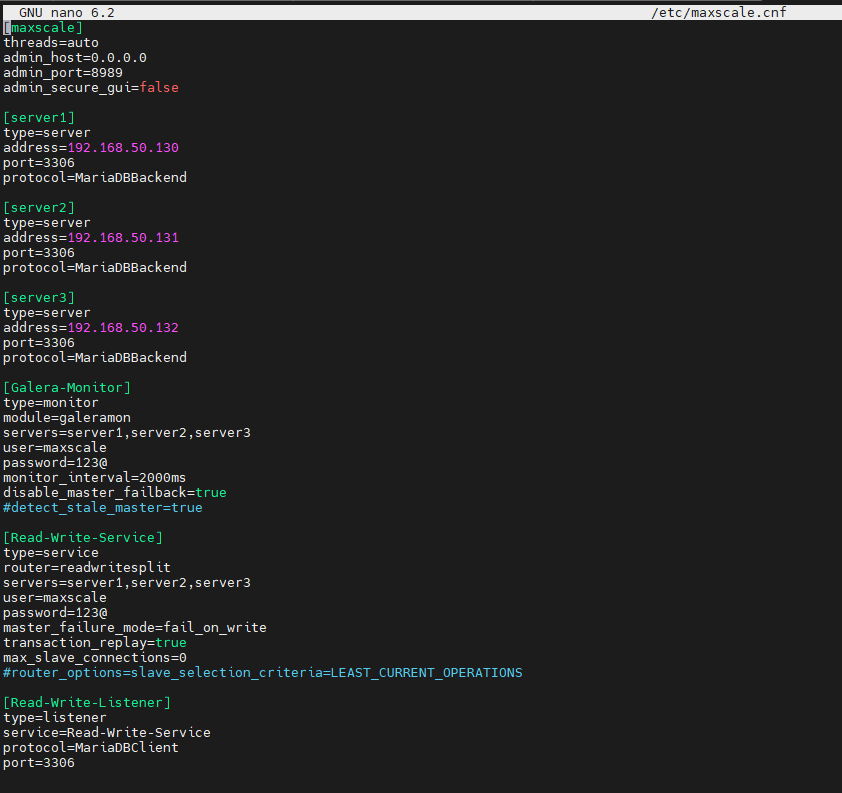 GNU nano 6.2 /etc/maxscale.cnf
[maxscale]
threads=auto
admin_host=0.0.0.0
admin_port=8989
admin_secure_gui=false
[server1]
type=server
address=192.168.50.130
port=3306
protocol=MariaDBBackend
[server2]
type=server
address=192.168.50.131
port=3306
protocol=MariaDBBackend
[server3]
type=server
address=192.168.50.132
port=3306
protocol=MariaDBBackend
[Galera-Monitor]
type=monitor
module=galeramon
servers=server1,server2,server3
user=maxscale
password=123@
monitor_interval=2000ms
disable_master_failback=true
#detect_stale_master=true
[Read-Write-Service]
type=service
router=readwritesplit
servers=server1,server2,server3
user=maxscale
password=123@
master_failure_mode=fail_on_write
transaction_replay=true
max_slave_connections=0
#router_options=slave_selection_criteria=LEAST_CURRENT_OPERATIONS
[Read-Write-Listener]
type=listener
service=Read-Write-Service
protocol=MariaDBClient
port=3306